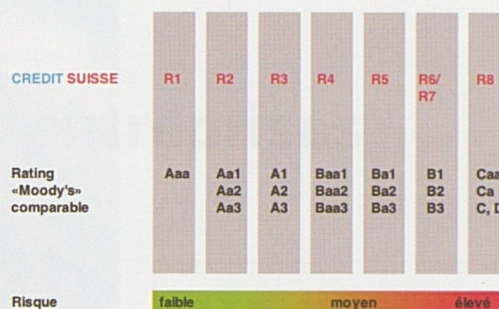 CREDIT SUISSE R1 R2 R3 R4 R5 R6/ R8
R7
Rating Aaa Aa1 A1 Baa1 Ba1 B1 Caa
«Moody's» Aa2 A2 Baa2 Ba2 B2 Ca
comparable Aa3 A3 Baa3 Ba3 B3 C, D
Risque faible moyen élevé